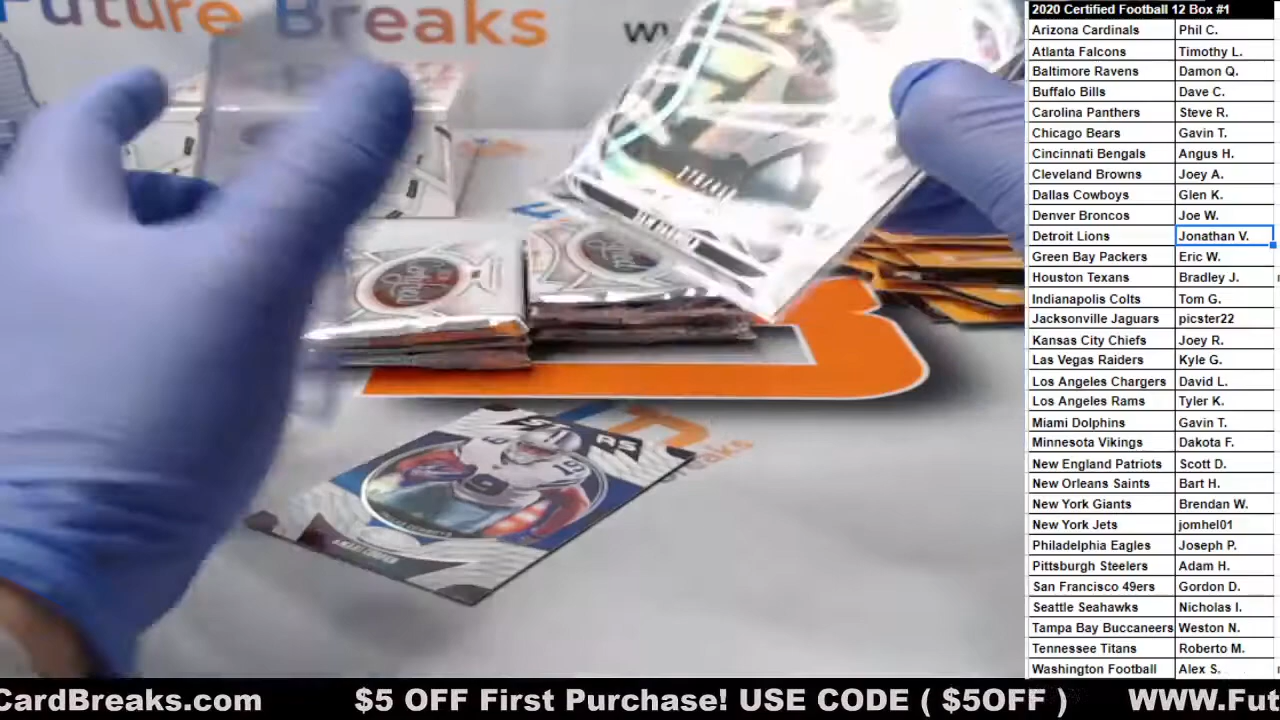 Future Breaks
ww
2020 Certified Football 12 Box #1
Arizona Cardinals Phil C.
Atlanta Falcons Timothy L.
Baltimore Ravens Damon Q.
Buffalo Bills Dave C.
Carolina Panthers Steve R.
Chicago Bears Gavin T.
Cincinnati Bengals Angus H.
Cleveland Browns Joey A.
Dallas Cowboys Glen K.
Denver Broncos Joe W.
Detroit Lions Jonathan V.
Green Bay Packers Eric W.
Houston Texans Bradley J.
Indianapolis Colts Tom G.
Jacksonville Jaguars picster22
Kansas City Chiefs Joey R.
Las Vegas Raiders Kyle G.
Los Angeles Chargers David L.
Los Angeles Rams Tyler K.
Miami Dolphins Gavin T.
Minnesota Vikings Dakota F.
New England Patriots Scott D.
New Orleans Saints Bart H.
New York Giants Brendan W.
New York Jets jomhel01
Philadelphia Eagles Joseph P.
Pittsburgh Steelers Adam H.
San Francisco 49ers Gordon D.
Seattle Seahawks Nicholas I.
Tampa Bay Buccaneers Weston N.
Tennessee Titans Roberto M.
Washington Football Alex S.
19
9
CardBreaks.com $5 OFF First Purchase! USE CODE ( $5OFF ) WWW.Fut